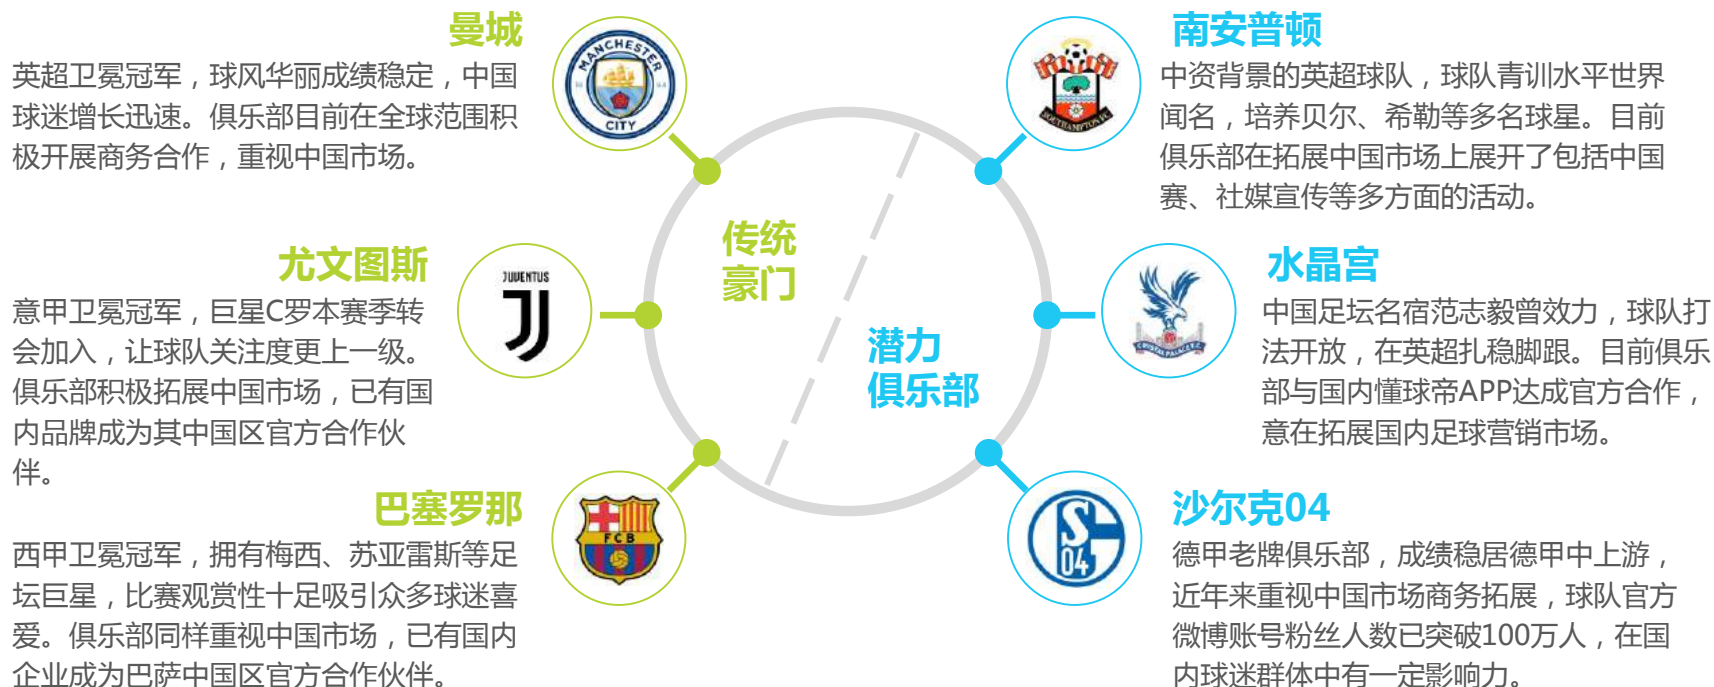 曼城
英超卫冕冠军，球风华丽成绩稳定，中国
球迷增长迅速。俱乐部目前在全球范围积
极开展商务合作，重视中国市场。
MANCHESTER
CITY
尤文图斯
意甲卫冕冠军，巨星C罗本赛季转
会加入，让球队关注度更上一级。
俱乐部积极拓展中国市场，已有国
内品牌成为其中国区官方合作伙
伴。
JUVENTUS
巴塞罗那
西甲卫冕冠军，拥有梅西、苏亚雷斯等足
坛巨星，比赛观赏性十足吸引众多球迷喜
爱。俱乐部同样重视中国市场，已有国内
企业成为巴萨中国区官方合作伙伴。
FCB
传统
豪门
潜力
俱乐部
南安普顿
中资背景的英超球队，球队青训水平世界
闻名，培养贝尔、希勒等多名球星。目前
俱乐部在拓展中国市场上展开了包括中国
赛、社媒宣传等多方面的活动。
SOUTHAMPTON FC
水晶宫
中国足坛名宿范志毅曾效力，球队打
法开放，在英超扎稳脚跟。目前俱乐
部与国内懂球帝APP达成官方合作，
意在拓展国内足球营销市场。
CRYSTAL PALACE F.C
沙尔克04
德甲老牌俱乐部，成绩稳居德甲中上游，
近年来重视中国市场商务拓展，球队官方
微博账号粉丝人数已突破100万人，在国
内球迷群体中有一定影响力。
S
04